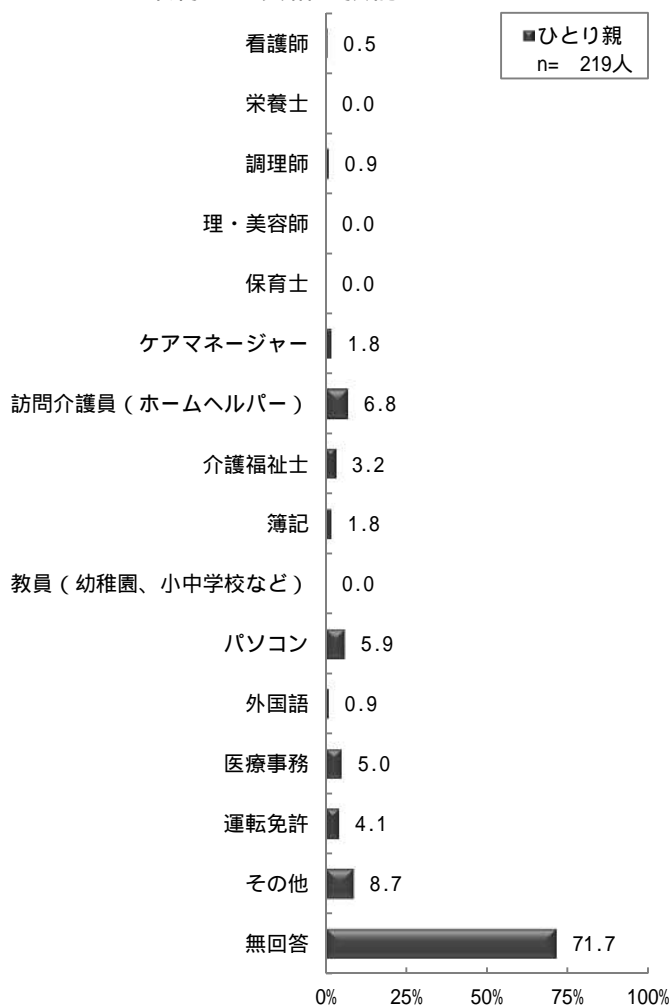 ■ひとり親
n= 219人
看護師 0.5
栄養士 0.0
調理師 0.9
理・美容師 0.0
保育士 0.0
ケアマネージャー 1.8
訪問介護員(ホームヘルパー) 6.8
介護福祉士 3.2
簿記 1.8
教員(幼稚園、小中学校など) 0.0
パソコン 5.9
外国語 0.9
医療事務 5.0
運転免許 4.1
その他 8.7
無回答 71.7
0% 25% 50% 75% 100%